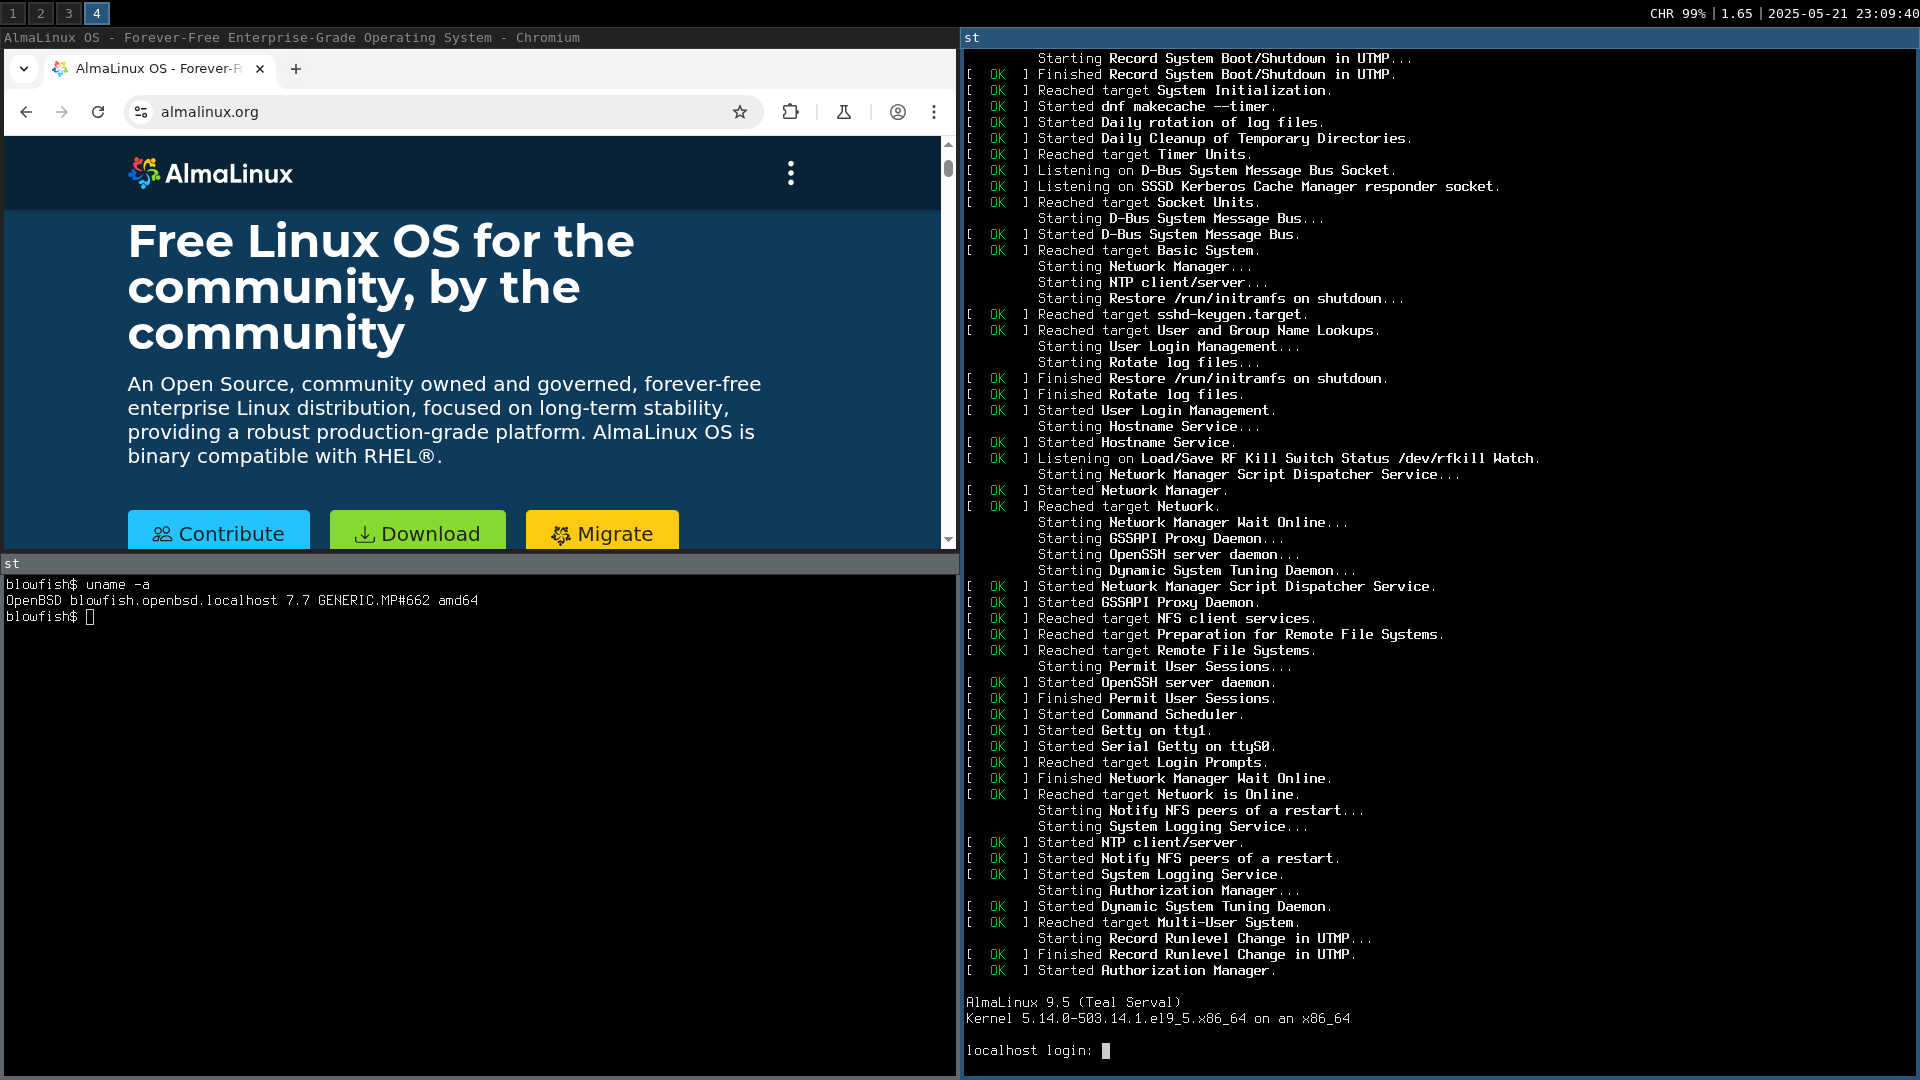 1 2 3 4
CHR 99% | 1.65 | 2025-05-21 23:09:40
AlmaLinux OS - Forever-Free Enterprise-Grade Operating System - Chromium
AlmaLinux OS - Forever-F
almalinux.org
AlmaLinux
Free Linux OS for the
community, by the
community
An Open Source, community owned and governed, forever-free
enterprise Linux distribution, focused on long-term stability,
providing a robust production-grade platform. AlmaLinux OS is
binary compatible with RHEL®.
Contribute
Download
Migrate
st
blowfish$ uname -a
OpenBSD blowfish.openbsd.localhost 7.7 GENERIC.MP#662 amd64
blowfish$
st
Starting Record System Boot/Shutdown in UTMP...
[  OK  ] Finished Record System Boot/Shutdown in UTMP.
[  OK  ] Reached target System Initialization.
[  OK  ] Started dnf makecache --timer.
[  OK  ] Started Daily rotation of log files.
[  OK  ] Started Daily Cleanup of Temporary Directories.
[  OK  ] Reached target Timer Units.
[  OK  ] Listening on D-Bus System Message Bus Socket.
[  OK  ] Listening on SSSD Kerberos Cache Manager responder socket.
[  OK  ] Reached target Socket Units.
Starting D-Bus System Message Bus...
[  OK  ] Started D-Bus System Message Bus.
[  OK  ] Reached target Basic System.
Starting Network Manager...
Starting NTP client/server...
Starting Restore /run/initramfs on shutdown...
[  OK  ] Reached target sshd-keygen.target.
[  OK  ] Reached target User and Group Name Lookups.
Starting User Login Management...
Starting Rotate log files...
[  OK  ] Finished Restore /run/initramfs on shutdown.
[  OK  ] Finished Rotate log files.
[  OK  ] Started User Login Management.
Starting Hostname Service...
[  OK  ] Started Hostname Service.
[  OK  ] Listening on Load/Save RF Kill Switch Status /dev/rfkill Watch.
Starting Network Manager Script Dispatcher Service...
[  OK  ] Started Network Manager.
[  OK  ] Reached target Network.
Starting Network Manager Wait Online...
Starting GSSAPI Proxy Daemon...
Starting OpenSSH server daemon...
Starting Dynamic System Tuning Daemon...
[  OK  ] Started Network Manager Script Dispatcher Service.
[  OK  ] Started GSSAPI Proxy Daemon.
[  OK  ] Reached target NFS client services.
[  OK  ] Reached target Preparation for Remote File Systems.
[  OK  ] Reached target Remote File Systems.
Starting Permit User Sessions...
[  OK  ] Started OpenSSH server daemon.
[  OK  ] Finished Permit User Sessions.
[  OK  ] Started Command Scheduler.
[  OK  ] Started Getty on tty1.
[  OK  ] Started Serial Getty on ttyS0.
[  OK  ] Reached target Login Prompts.
[  OK  ] Finished Network Manager Wait Online.
[  OK  ] Reached target Network is Online.
Starting Notify NFS peers of a restart...
Starting System Logging Service...
[  OK  ] Started NTP client/server.
[  OK  ] Started Notify NFS peers of a restart.
[  OK  ] Started System Logging Service.
Starting Authorization Manager...
[  OK  ] Started Dynamic System Tuning Daemon.
[  OK  ] Reached target Multi-User System.
Starting Record Runlevel Change in UTMP...
[  OK  ] Finished Record Runlevel Change in UTMP.
[  OK  ] Started Authorization Manager.
AlmaLinux 9.5 (Teal Serval)
Kernel 5.14.0-503.14.1.el9_5.x86_64 on an x86_64
localhost login: